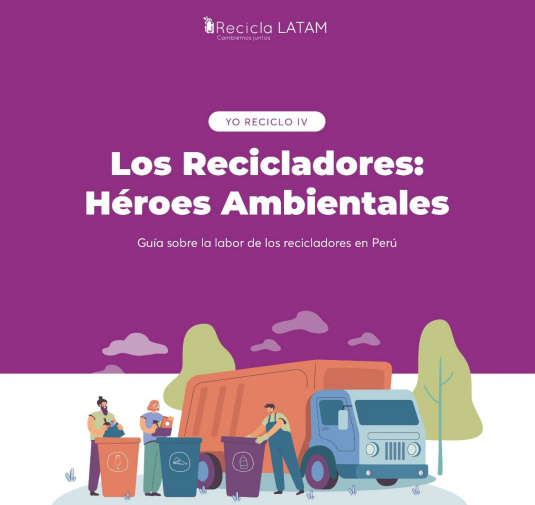 Recicla LATAM
Cambiemos juntos
YO RECICLO IV
Los Recicladores:
Héroes Ambientales
Guía sobre la labor de los recicladores en Perú